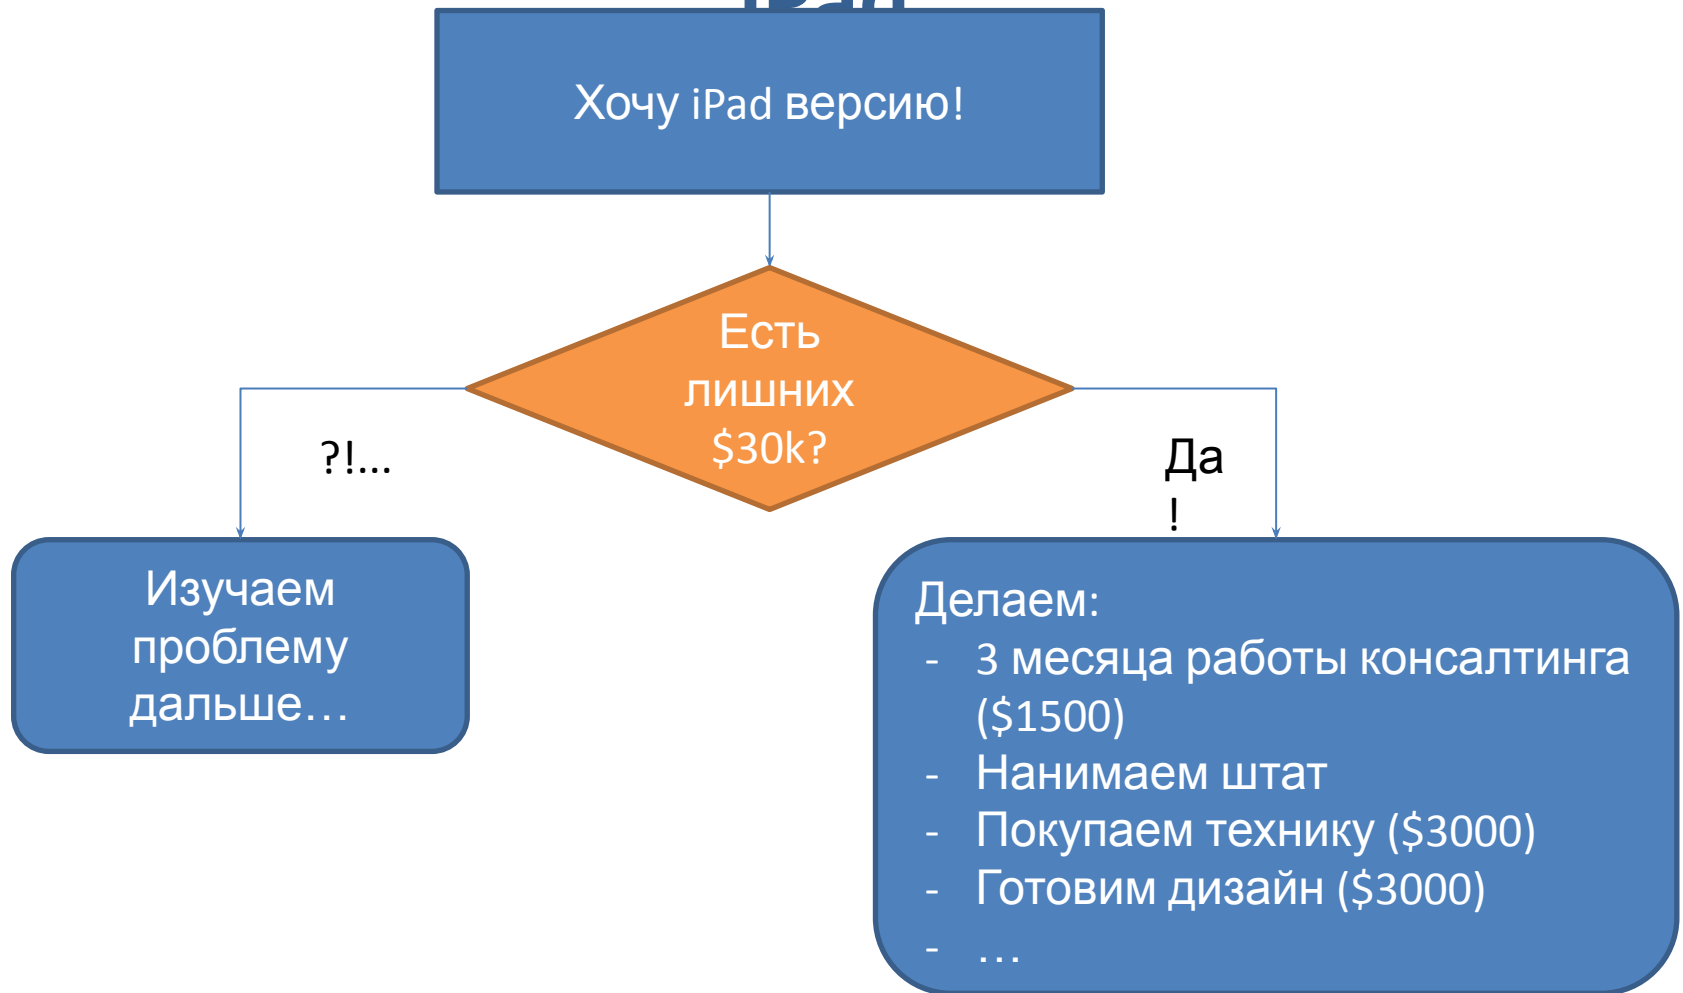 iPad
Хочу iPad версию!
Есть
лишних
$30k?
?!...
Да
!
Изучаем
проблему
дальше…
Делаем:
- 3 месяца работы консалтинга
($1500)
- Нанимаем штат
- Покупаем технику ($3000)
- Готовим дизайн ($3000)
- …